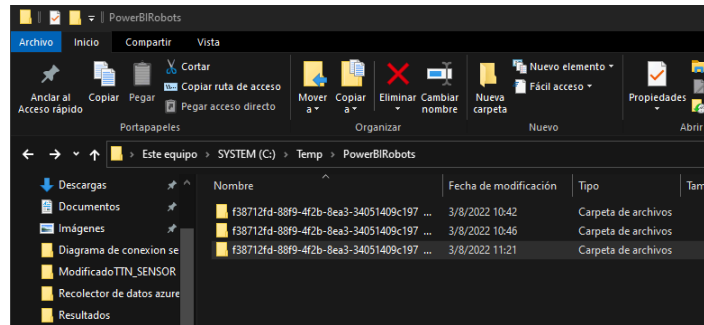 PowerBIRobots
Archivo Inicio Compartir Vista
Anclar al Acceso rápido
Copiar
Pegar
Cortar
Copiar ruta de acceso
Pegar acceso directo
Portapapeles
Mover a
Copiar a
Eliminar
Cambiar nombre
Organizar
Nueva carpeta
Nuevo elemento
Fácil acceso
Nuevo
Propiedades
Abrir
Este equipo > SYSTEM (C:) > Temp > PowerBIRobots
Descargas
Documentos
Imágenes
Diagrama de conexion se
ModificadoTTN_SENSOR
Recolector de datos azure
Resultados
Nombre Fecha de modificación Tipo Tam
f38712fd-88f9-4f2b-8ea3-34051409c197 ... 3/8/2022 10:42 Carpeta de archivos
f38712fd-88f9-4f2b-8ea3-34051409c197 ... 3/8/2022 10:46 Carpeta de archivos
f38712fd-88f9-4f2b-8ea3-34051409c197 ... 3/8/2022 11:21 Carpeta de archivos